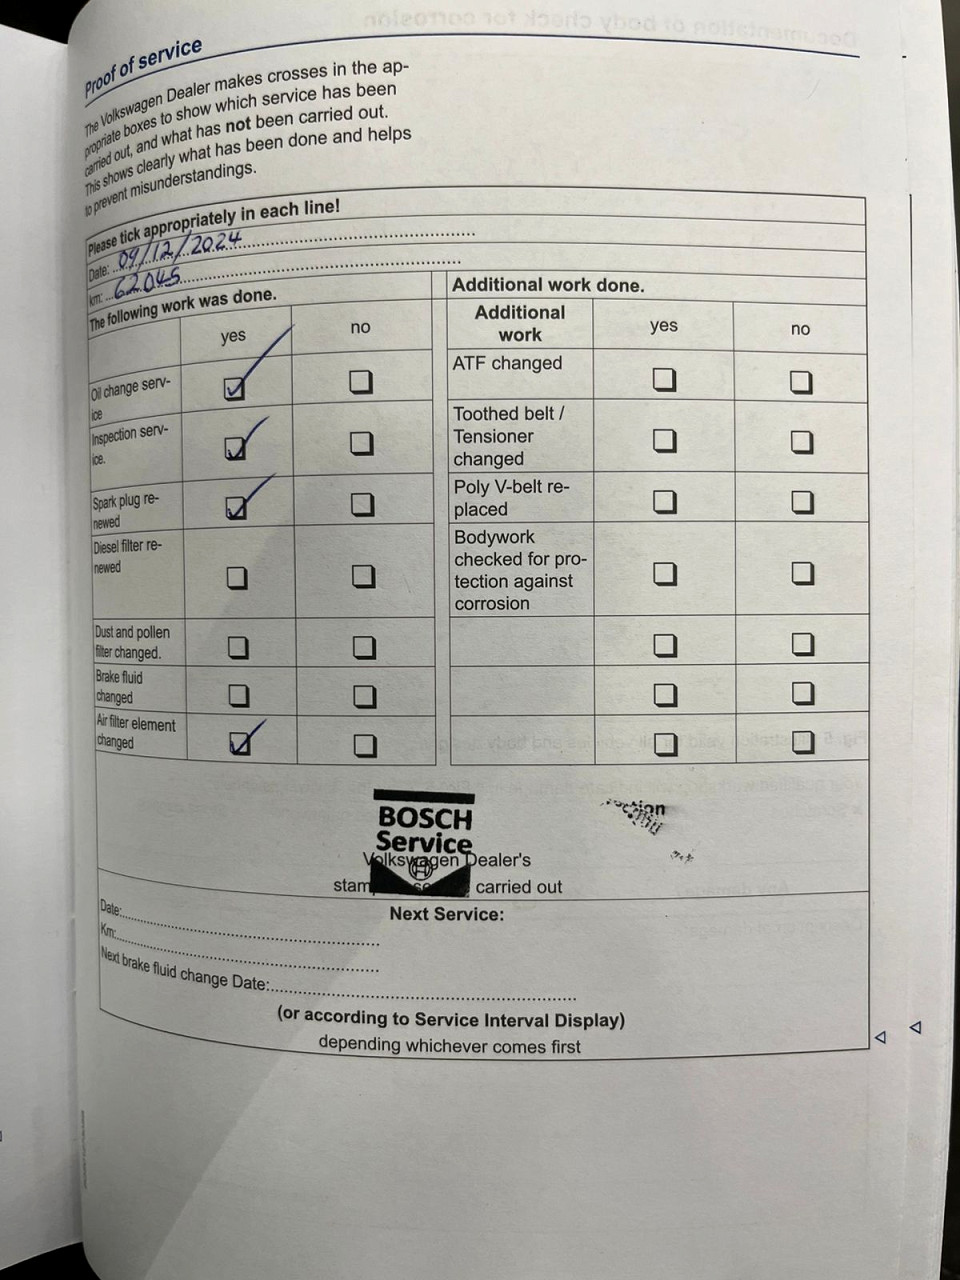 Documentation of body check for corrosion
Proof of service
The Volkswagen Dealer makes crosses in the ap-
propriate boxes to show which service has been
carried out, and what has not been carried out.
This shows clearly what has been done and helps
to prevent misunderstandings.
Please tick appropriately in each line!
Date: 09/12/2024
km: 62045
The following work was done.
yes
no
Oil change serv-
ice
Inspection serv-
ice.
Spark plug re-
newed
Diesel filter re-
newed
Dust and pollen
filter changed.
Brake fluid
changed
Air filter element
changed
Additional work done.
Additional
work
yes
no
ATF changed
Toothed belt /
Tensioner
changed
Poly V-belt re-
placed
Bodywork
checked for pro-
tection against
corrosion
BOSCH
Service
Volkswagen Dealer's
carried out
Next Service:
Date:
Km:
Next brake fluid change Date:
(or according to Service Interval Display)
depending whichever comes first